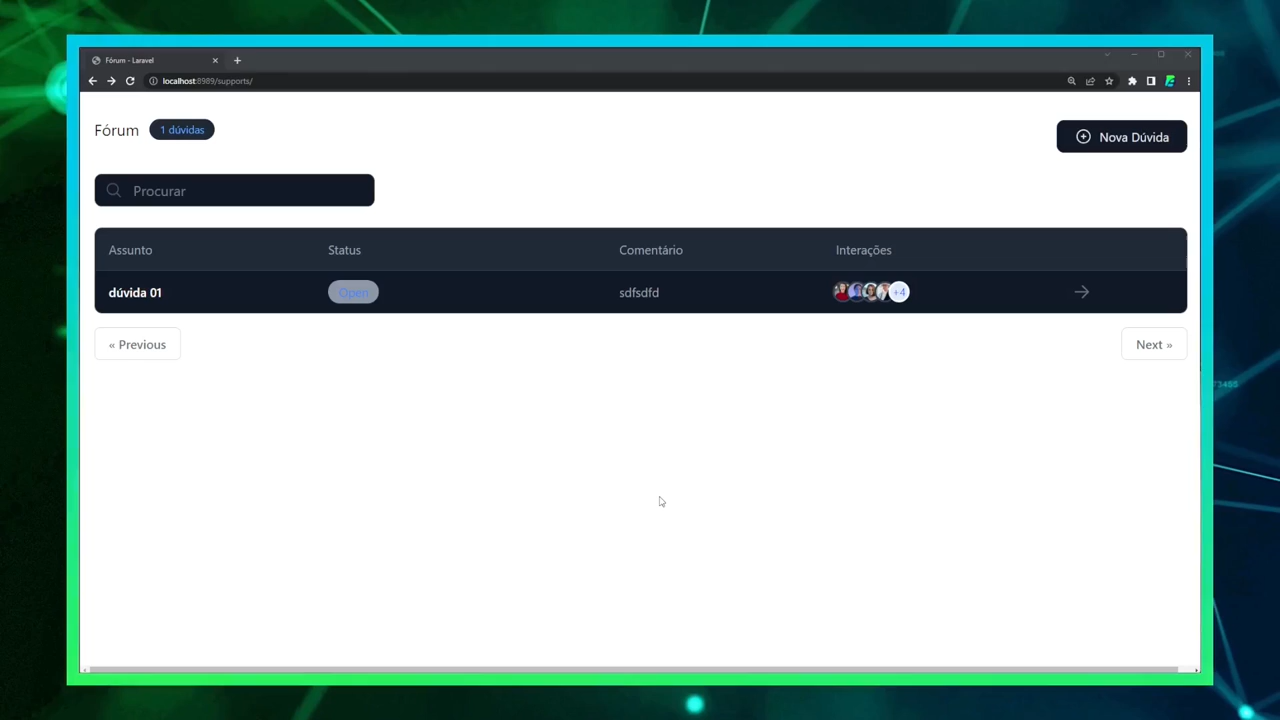 Fórum - Laravel
localhost:8989/supports/
Fórum 1 dúvidas
Nova Dúvida
Procurar
Assunto Status Comentário Interações
dúvida 01 Open sdfsdfd +4
« Previous Next »
73455